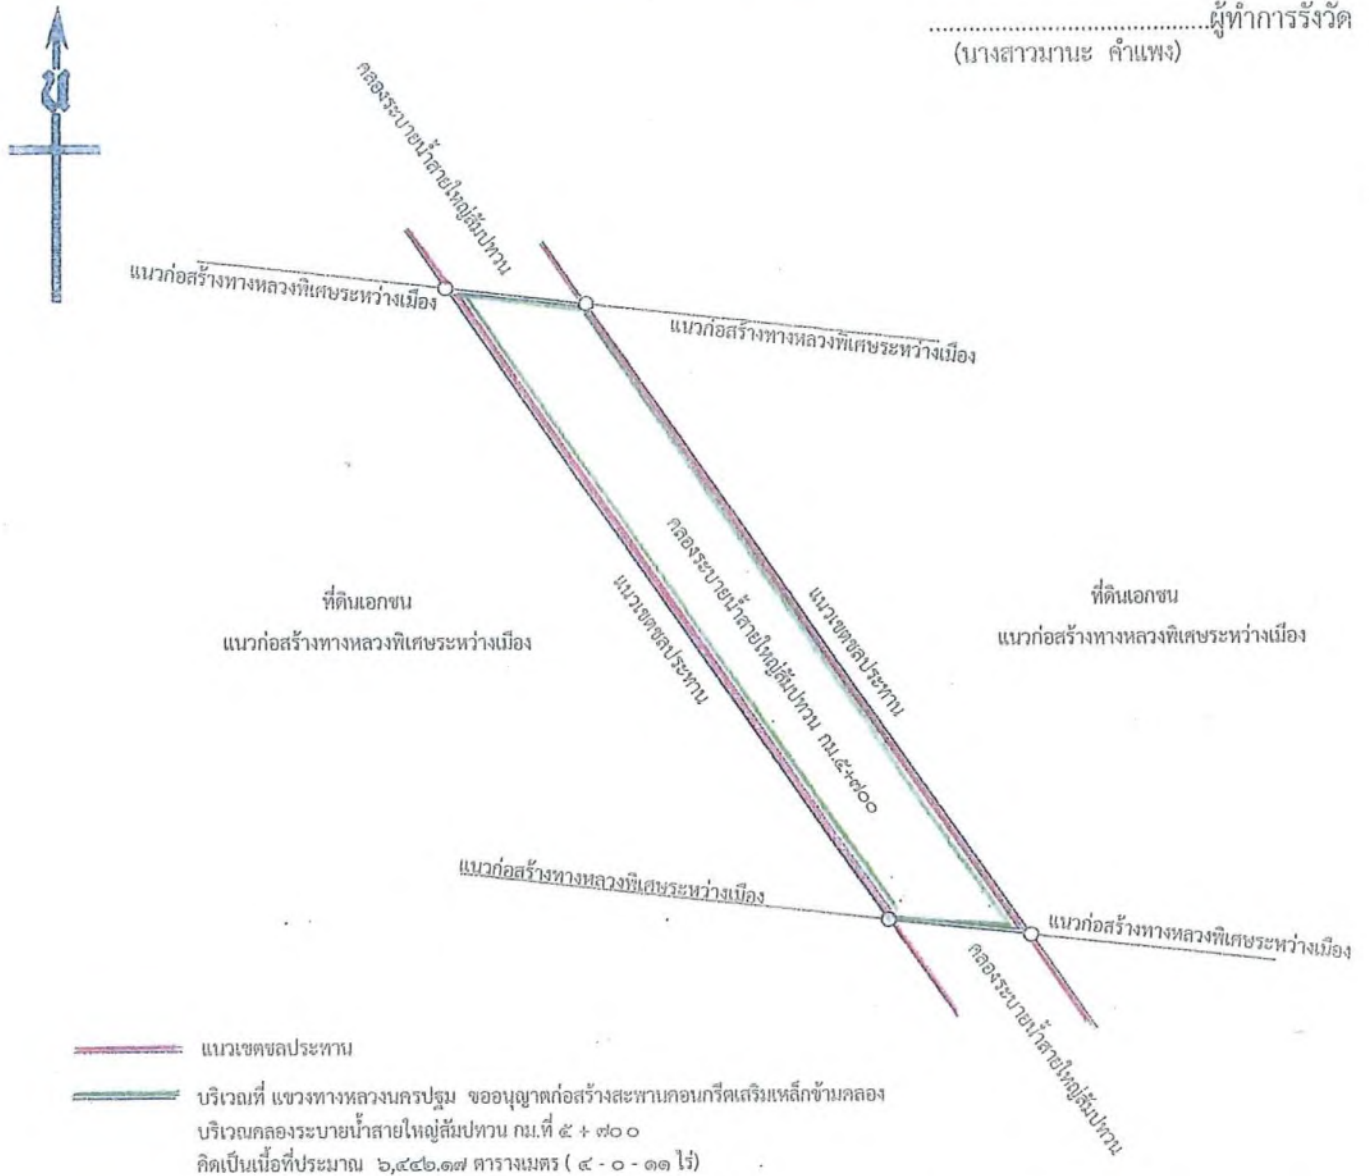 ......................................ผู้ทำการรังวัด
(นางสาวมานะ คำแพง)
น
คลองระบายน้ำสายใหญ่สัมปทวน
แนวก่อสร้างทางหลวงพิเศษระหว่างเมือง
แนวก่อสร้างทางหลวงพิเศษระหว่างเมือง
ที่ดินเอกชน
แนวก่อสร้างทางหลวงพิเศษระหว่างเมือง
แนวเขตชลประทาน
คลองระบายน้ำสายใหญ่สัมปทวน กม.๕+๗๐๐
แนวเขตชลประทาน
ที่ดินเอกชน
แนวก่อสร้างทางหลวงพิเศษระหว่างเมือง
แนวก่อสร้างทางหลวงพิเศษระหว่างเมือง
แนวก่อสร้างทางหลวงพิเศษระหว่างเมือง
คลองระบายน้ำสายใหญ่สัมปทวน
แนวเขตชลประทาน
บริเวณที่ แขวงทางหลวงนครปฐม ขออนุญาตก่อสร้างสะพานคอนกรีตเสริมเหล็กข้ามคลอง
บริเวณคลองระบายน้ำสายใหญ่สัมปทวน กม.ที่ ๕ + ๗๐๐
คิดเป็นเนื้อที่ประมาณ ๖,๔๔๒.๑๗ ตารางเมตร ( ๔ - ๐ - ๑๑ ไร่)